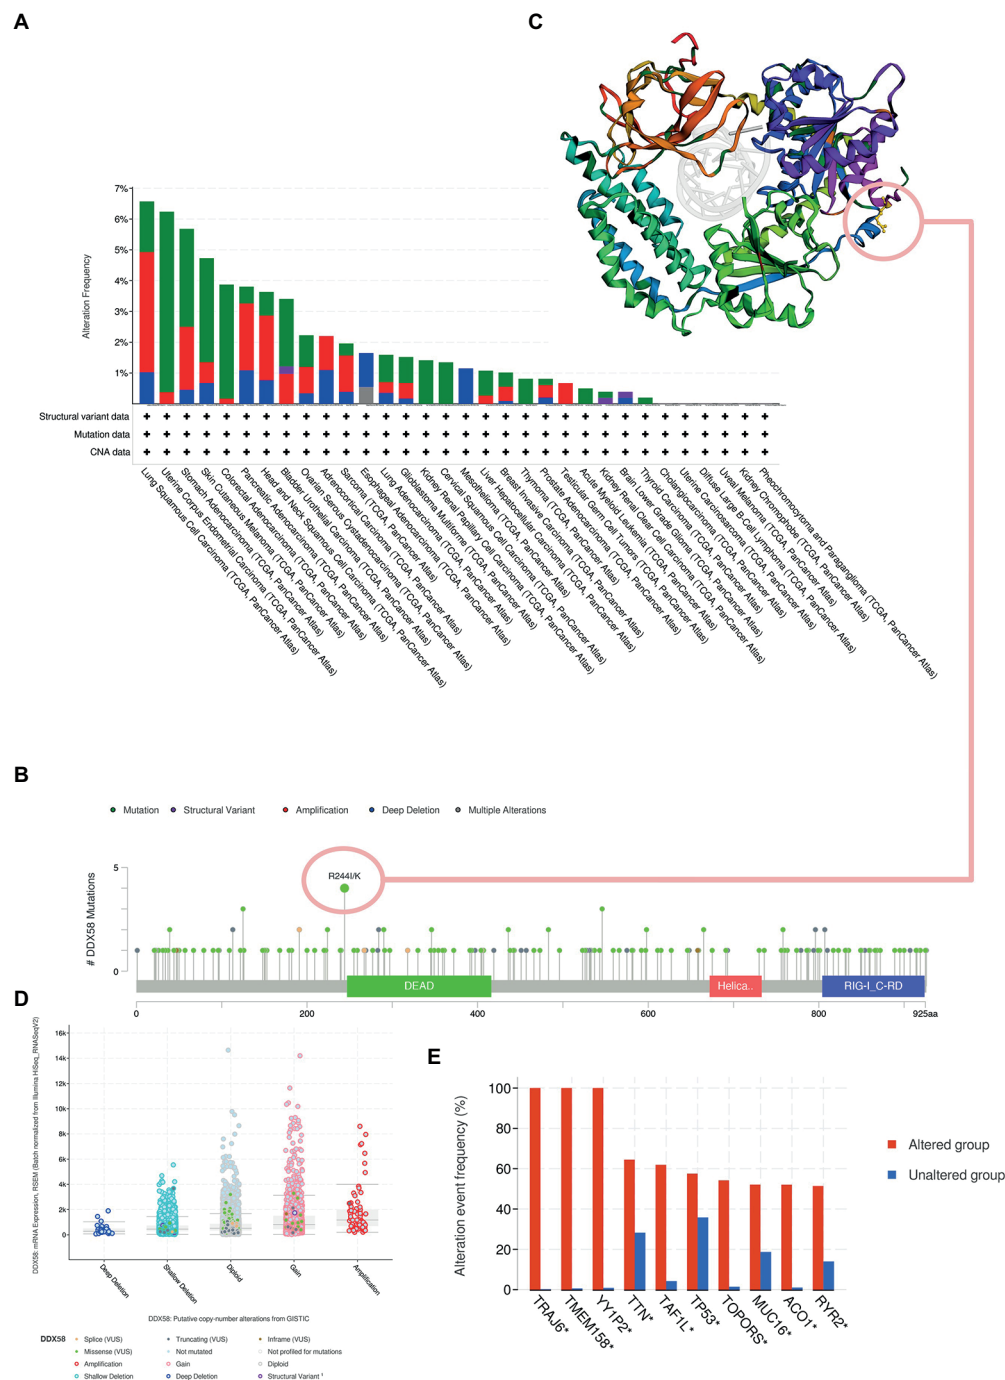 A
C
7%
6%
5%
4%
3%
2%
1%
Alteration Frequency
Structural variant data
Mutation data
CNA data
Lung Squamous Cell Carcinoma (TCGA, PanCancer Atlas)
Uterine Corpus Endometrial Carcinoma (TCGA, PanCancer Atlas)
Stomach Adenocarcinoma (TCGA, PanCancer Atlas)
Skin Cutaneous Melanoma (TCGA, PanCancer Atlas)
Colorectal Adenocarcinoma (TCGA, PanCancer Atlas)
Pancreatic Adenocarcinoma (TCGA, PanCancer Atlas)
Head and Neck Squamous Cell Carcinoma (TCGA, PanCancer Atlas)
Bladder Urothelial Carcinoma (TCGA, PanCancer Atlas)
Ovarian Serous Cystadenocarcinoma (TCGA, PanCancer Atlas)
Adrenocortical Carcinoma (TCGA, PanCancer Atlas)
Sarcoma (TCGA, PanCancer Atlas)
Esophageal Adenocarcinoma (TCGA, PanCancer Atlas)
Lung Adenocarcinoma (TCGA, PanCancer Atlas)
Glioblastoma Multiforme (TCGA, PanCancer Atlas)
Kidney Renal Papillary Cell Carcinoma (TCGA, PanCancer Atlas)
Cervical Squamous Cell Carcinoma (TCGA, PanCancer Atlas)
Mesothelioma (TCGA, PanCancer Atlas)
Liver Hepatocellular Carcinoma (TCGA, PanCancer Atlas)
Breast Invasive Carcinoma (TCGA, PanCancer Atlas)
Thymoma (TCGA, PanCancer Atlas)
Prostate Adenocarcinoma (TCGA, PanCancer Atlas)
Testicular Germ Cell Tumors (TCGA, PanCancer Atlas)
Acute Myeloid Leukemia (TCGA, PanCancer Atlas)
Kidney Renal Clear Cell Carcinoma (TCGA, PanCancer Atlas)
Brain Lower Grade Glioma (TCGA, PanCancer Atlas)
Thyroid Carcinoma (TCGA, PanCancer Atlas)
Cholangiocarcinoma (TCGA, PanCancer Atlas)
Uterine Carcinosarcoma (TCGA, PanCancer Atlas)
Diffuse Large B-Cell Lymphoma (TCGA, PanCancer Atlas)
Uveal Melanoma (TCGA, PanCancer Atlas)
Kidney Chromophobe (TCGA, PanCancer Atlas)
Pheochromocytoma and Paraganglioma (TCGA, PanCancer Atlas)
B
Mutation Structural Variant Amplification Deep Deletion Multiple Alterations
# DDX58 Mutations
5
0
R244I/K
DEAD Helica.. RIG-I_C-RD
0 200 400 600 800 925aa
D
DDX58: mRNA Expression, RSEM (Batch normalized from Illumina HiSeq_RNASeqV2)
16k
14k
12k
10k
8k
6k
4k
2k
0
Deep Deletion
Shallow Deletion
Diploid
Gain
Amplification
DDX58: Putative copy-number alterations from GISTIC
DDX58
Splice (VUS) Truncating (VUS) Inframe (VUS)
Missense (VUS) Not mutated Not profiled for mutations
Amplification Gain Diploid
Shallow Deletion Deep Deletion Structural Variant ¹
E
Alteration event frequency (%)
100
80
60
40
20
0
TRAJ6*
TMEM158*
YY1P2*
TTN*
TAF1L*
TP53*
TOPORS*
MUC16*
ACO1*
RYR2*
Altered group
Unaltered group